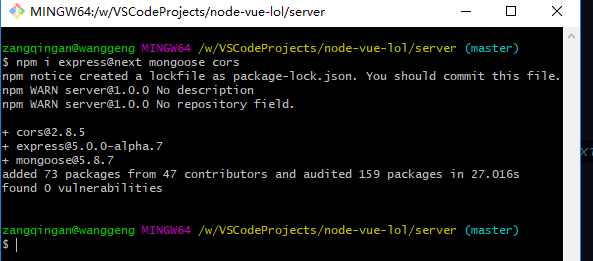 MINGW64:/w/VSCodeProjects/node-vue-lol/server
zangqingan@wanggeng MINGW64 /w/VSCodeProjects/node-vue-lol/server (master)
$ npm i express@next mongoose cors
npm notice created a lockfile as package-lock.json. You should commit this file.
npm WARN server@1.0.0 No description
npm WARN server@1.0.0 No repository field.
+ cors@2.8.5
+ express@5.0.0-alpha.7
+ mongoose@5.8.7
added 73 packages from 47 contributors and audited 159 packages in 27.016s
found 0 vulnerabilities
zangqingan@wanggeng MINGW64 /w/VSCodeProjects/node-vue-lol/server (master)
$